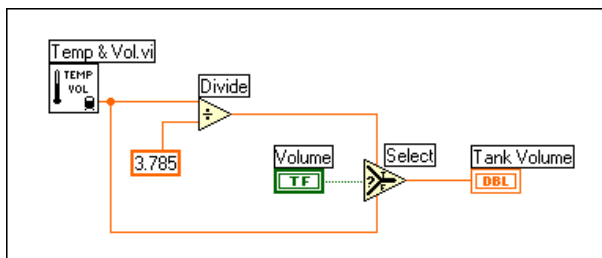 Temp & Vol.vi
TEMP
VOL
Divide
÷
3.785
Volume
TF
Select
? T
F
Tank Volume
DBL